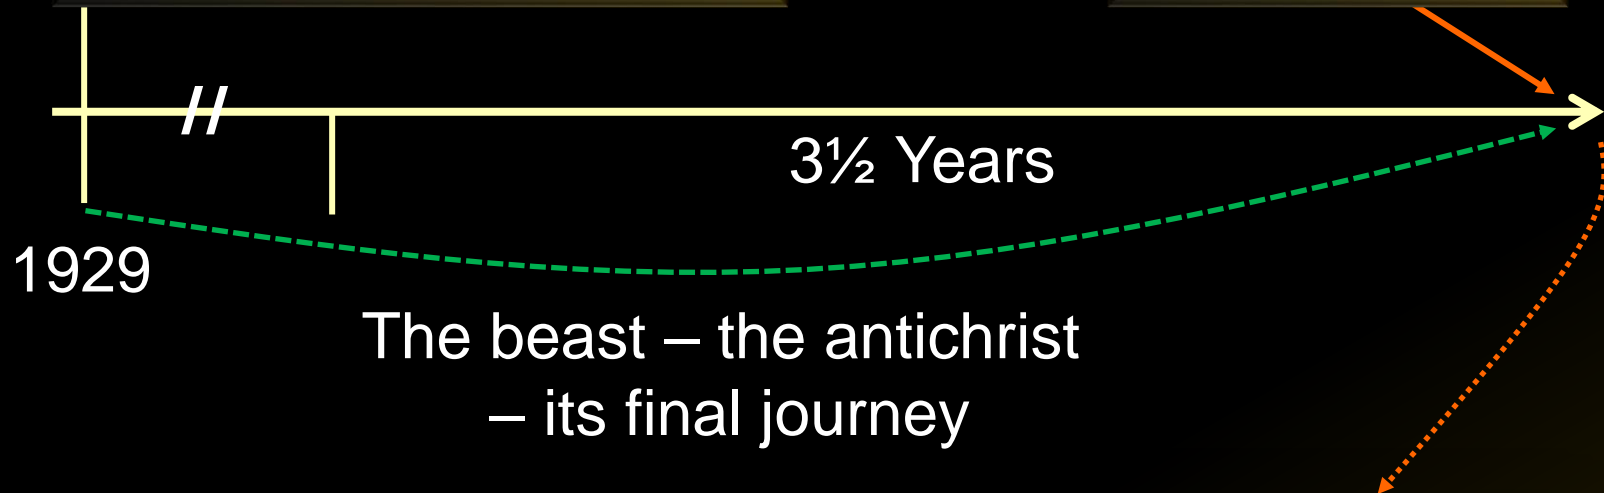 3½ Years
1929
The beast – the antichrist
– its final journey